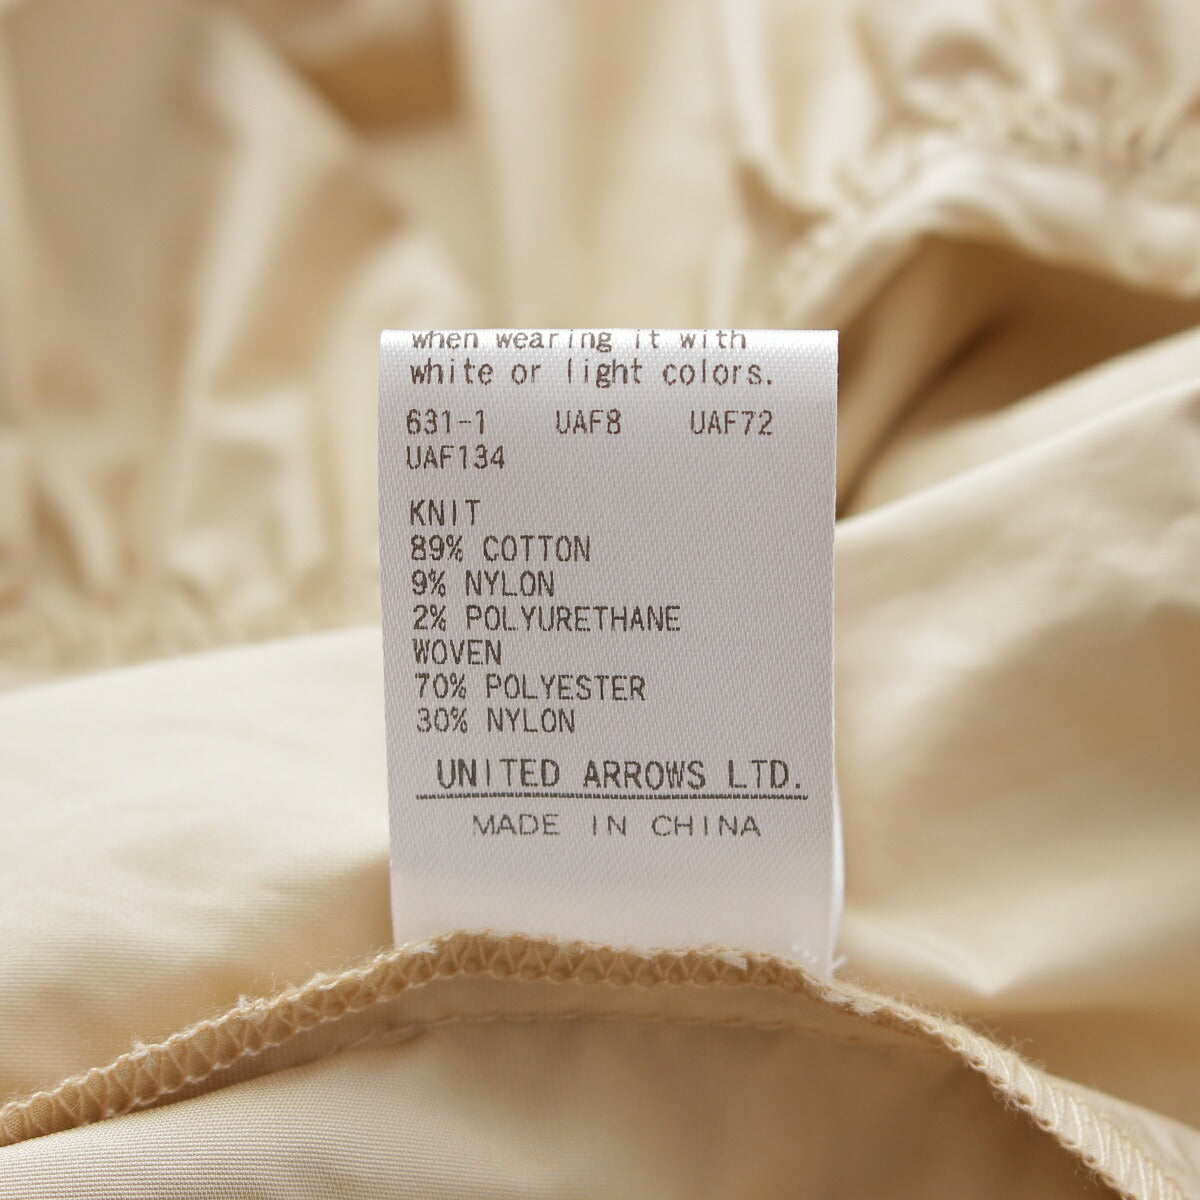 when wearing it with
white or light colors.
631-1 UAF8 UAF72
UAF134
KNIT
89% COTTON
9% NYLON
2% POLYURETHANE
WOVEN
70% POLYESTER
30% NYLON
UNITED ARROWS LTD.
MADE IN CHINA